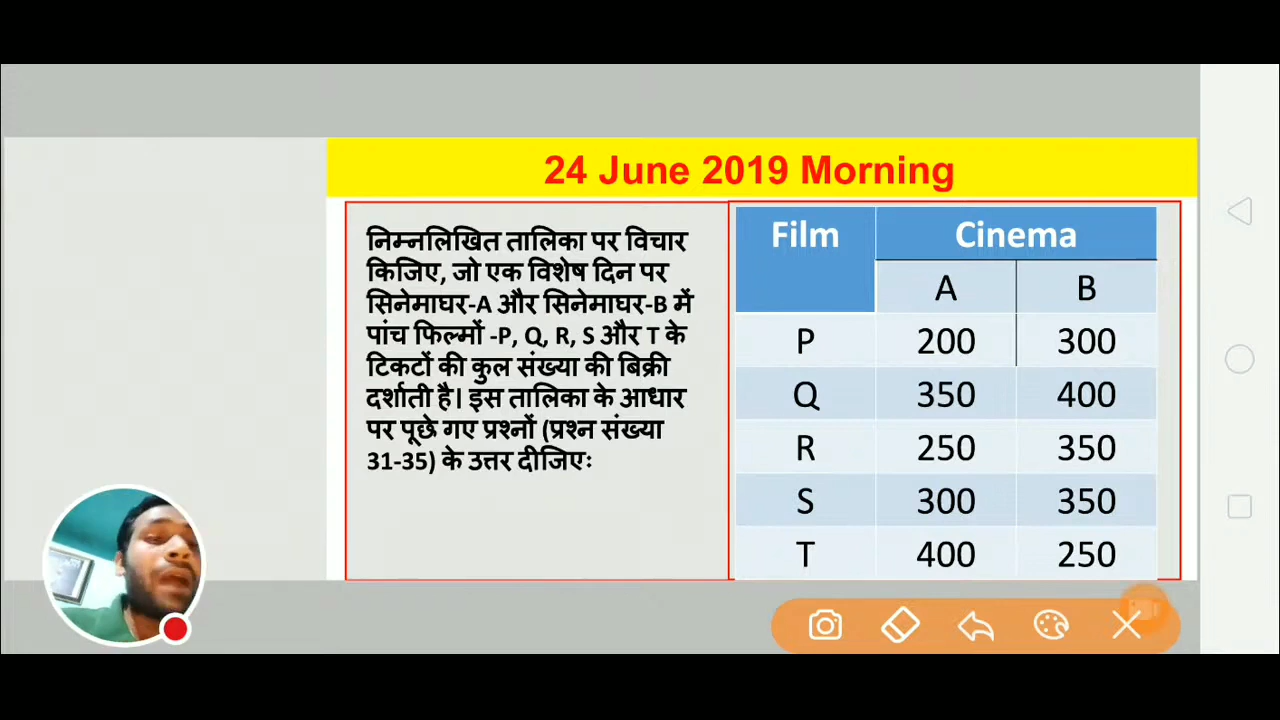 24 June 2019 Morning
निम्नलिखित तालिका पर विचार
किजिए, जो एक विशेष दिन पर
सिनेमाघर-A और सिनेमाघर-B में
पांच फिल्मों -P, Q, R, S और T के
टिकटों की कुल संख्या की बिक्री
दर्शाती है। इस तालिका के आधार
पर पूछे गए प्रश्नों (प्रश्न संख्या
31-35) के उत्तर दीजिएः
Film Cinema
A B
P 200 300
Q 350 400
R 250 350
S 300 350
T 400 250